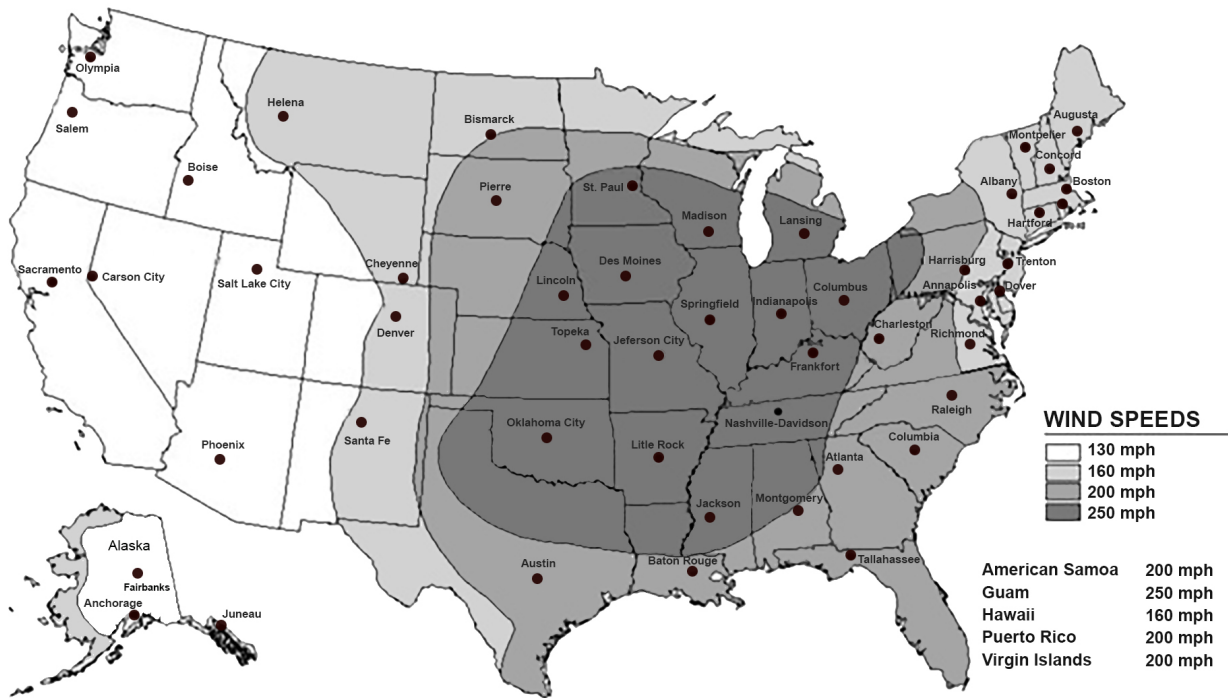 Olympia
Salem
Boise
Helena
Bismarck
Pierre
St. Paul
Madison
Lansing
Augusta
Montpelier
Concord
Albany
Boston
Hartford
Sacramento
Carson City
Salt Lake City
Cheyenne
Denver
Lincoln
Des Moines
Springfield
Indianapolis
Columbus
Harrisburg
Trenton
Annapolis
Dover
Topeka
Jeferson City
Frankfort
Charleston
Richmond
Phoenix
Santa Fe
Oklahoma City
Litle Rock
Nashville-Davidson
Raleigh
Columbia
Atlanta
Jackson
Montgomery
Austin
Baton Rouge
Tallahassee
Alaska
Fairbanks
Anchorage
Juneau
WIND SPEEDS
130 mph
160 mph
200 mph
250 mph
American Samoa 200 mph
Guam 250 mph
Hawaii 160 mph
Puerto Rico 200 mph
Virgin Islands 200 mph